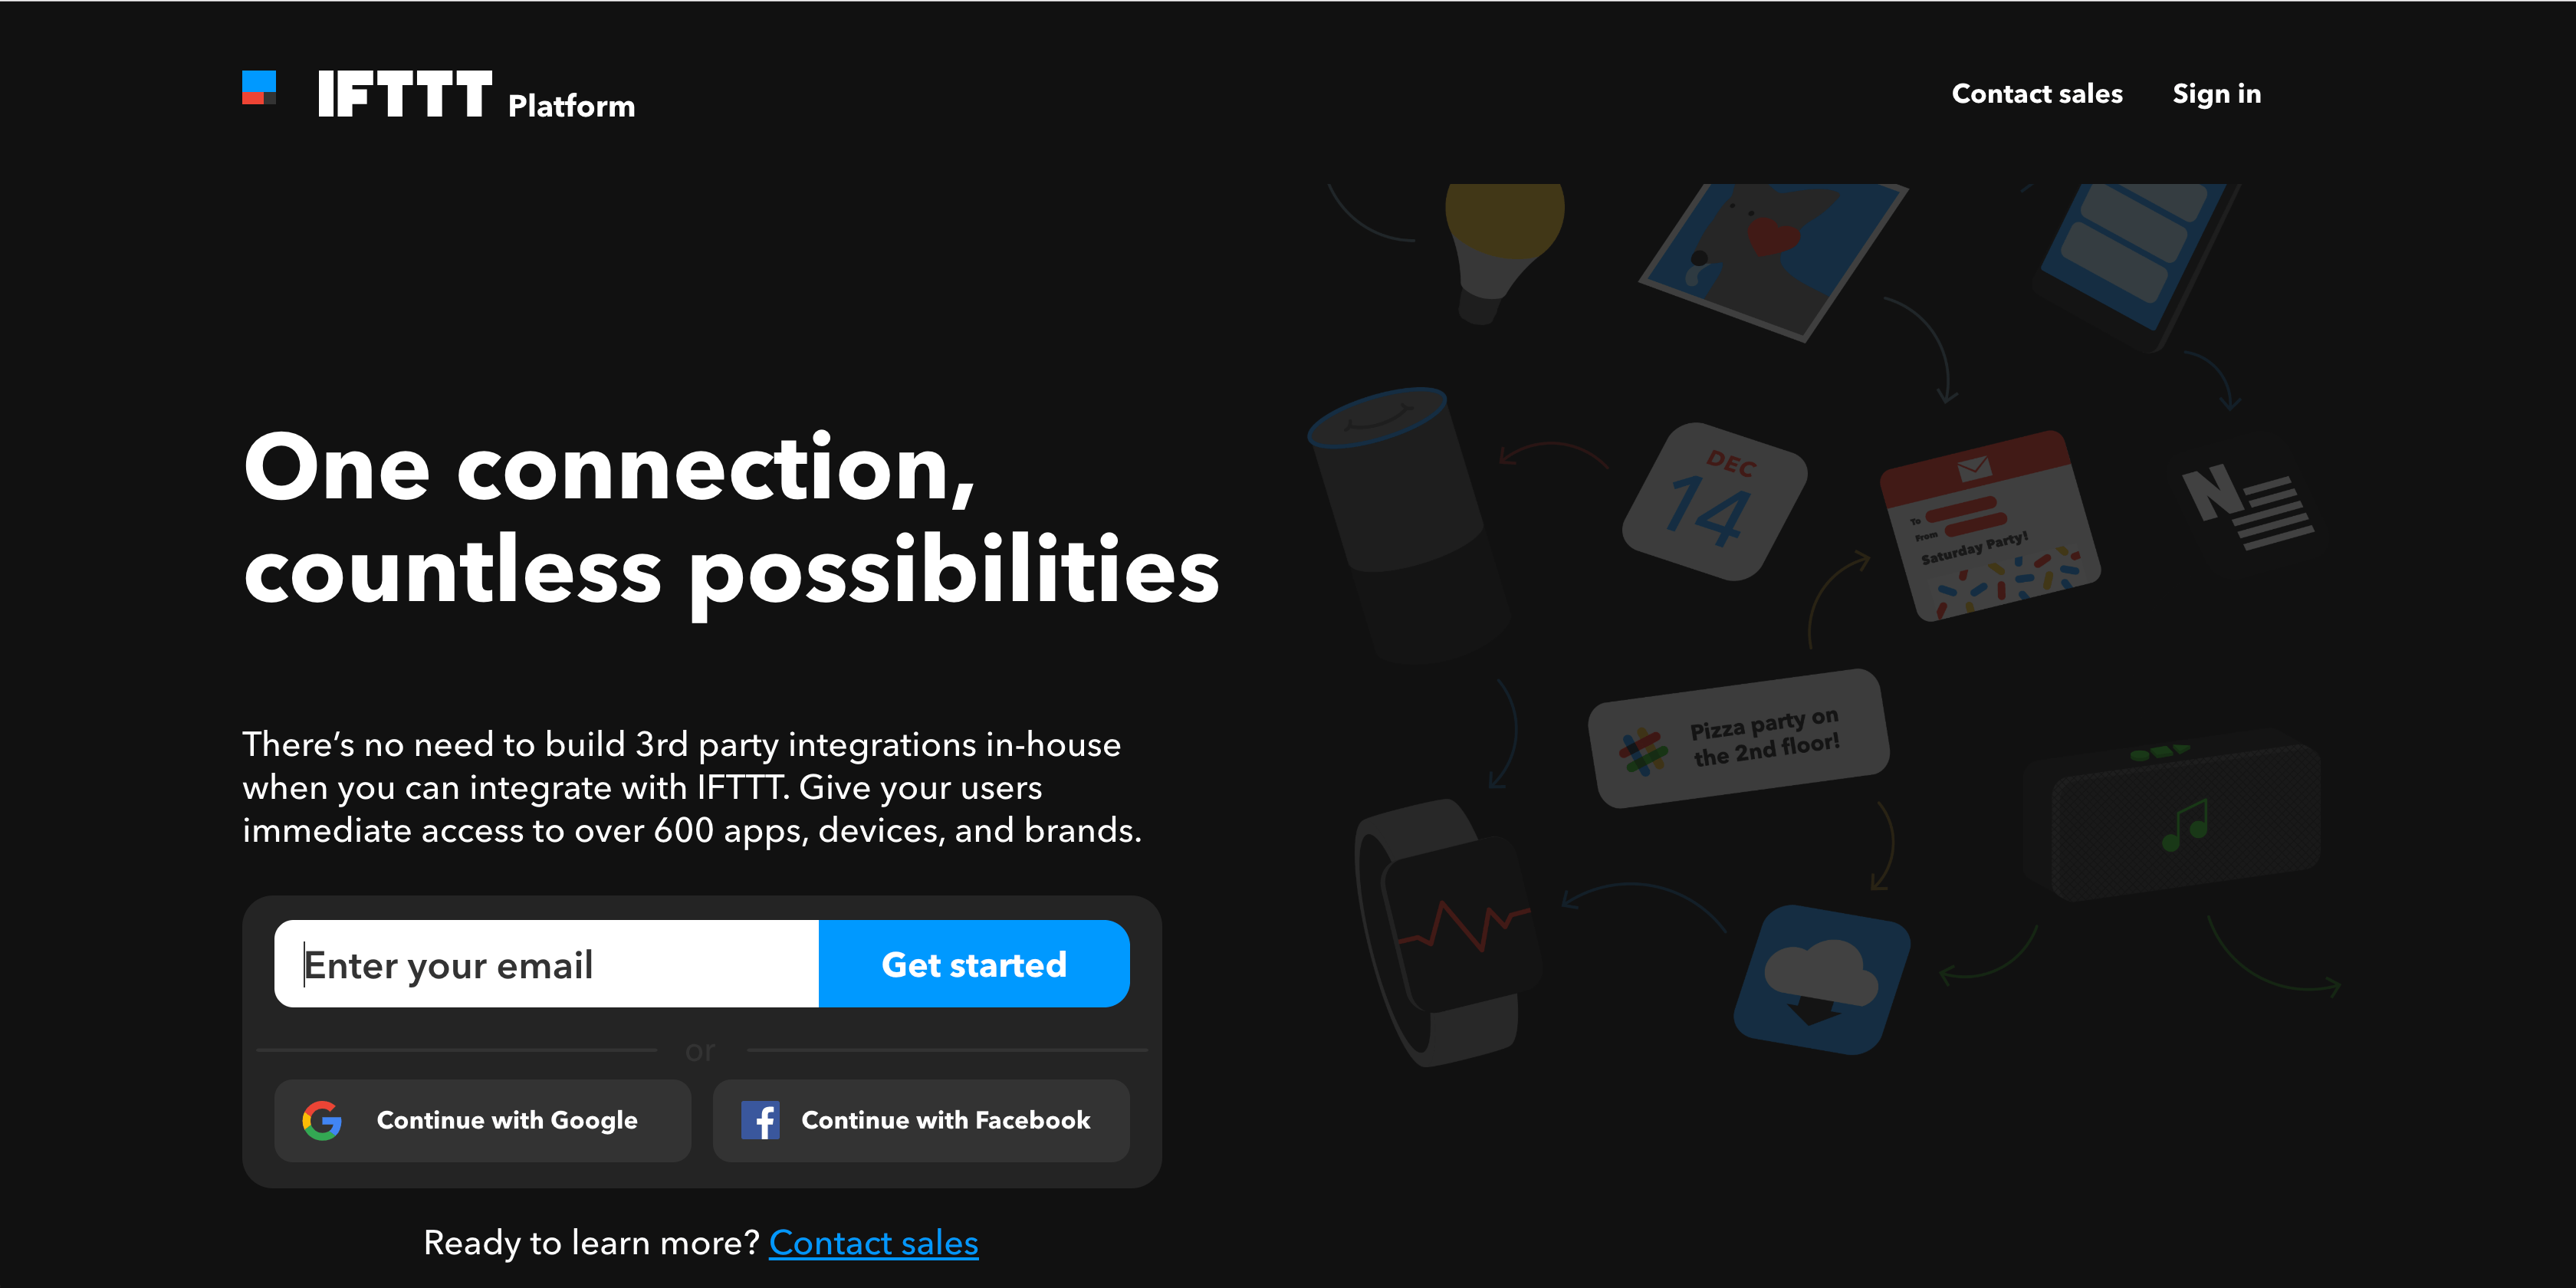 IFTTT Platform
Contact sales
Sign in
One connection,
countless possibilities
There’s no need to build 3rd party integrations in-house
when you can integrate with IFTTT. Give your users
immediate access to over 600 apps, devices, and brands.
Enter your email
Get started
or
Continue with Google
Continue with Facebook
Ready to learn more? Contact sales
DEC
14
To
From
Saturday Party!
N
Pizza party on
the 2nd floor!